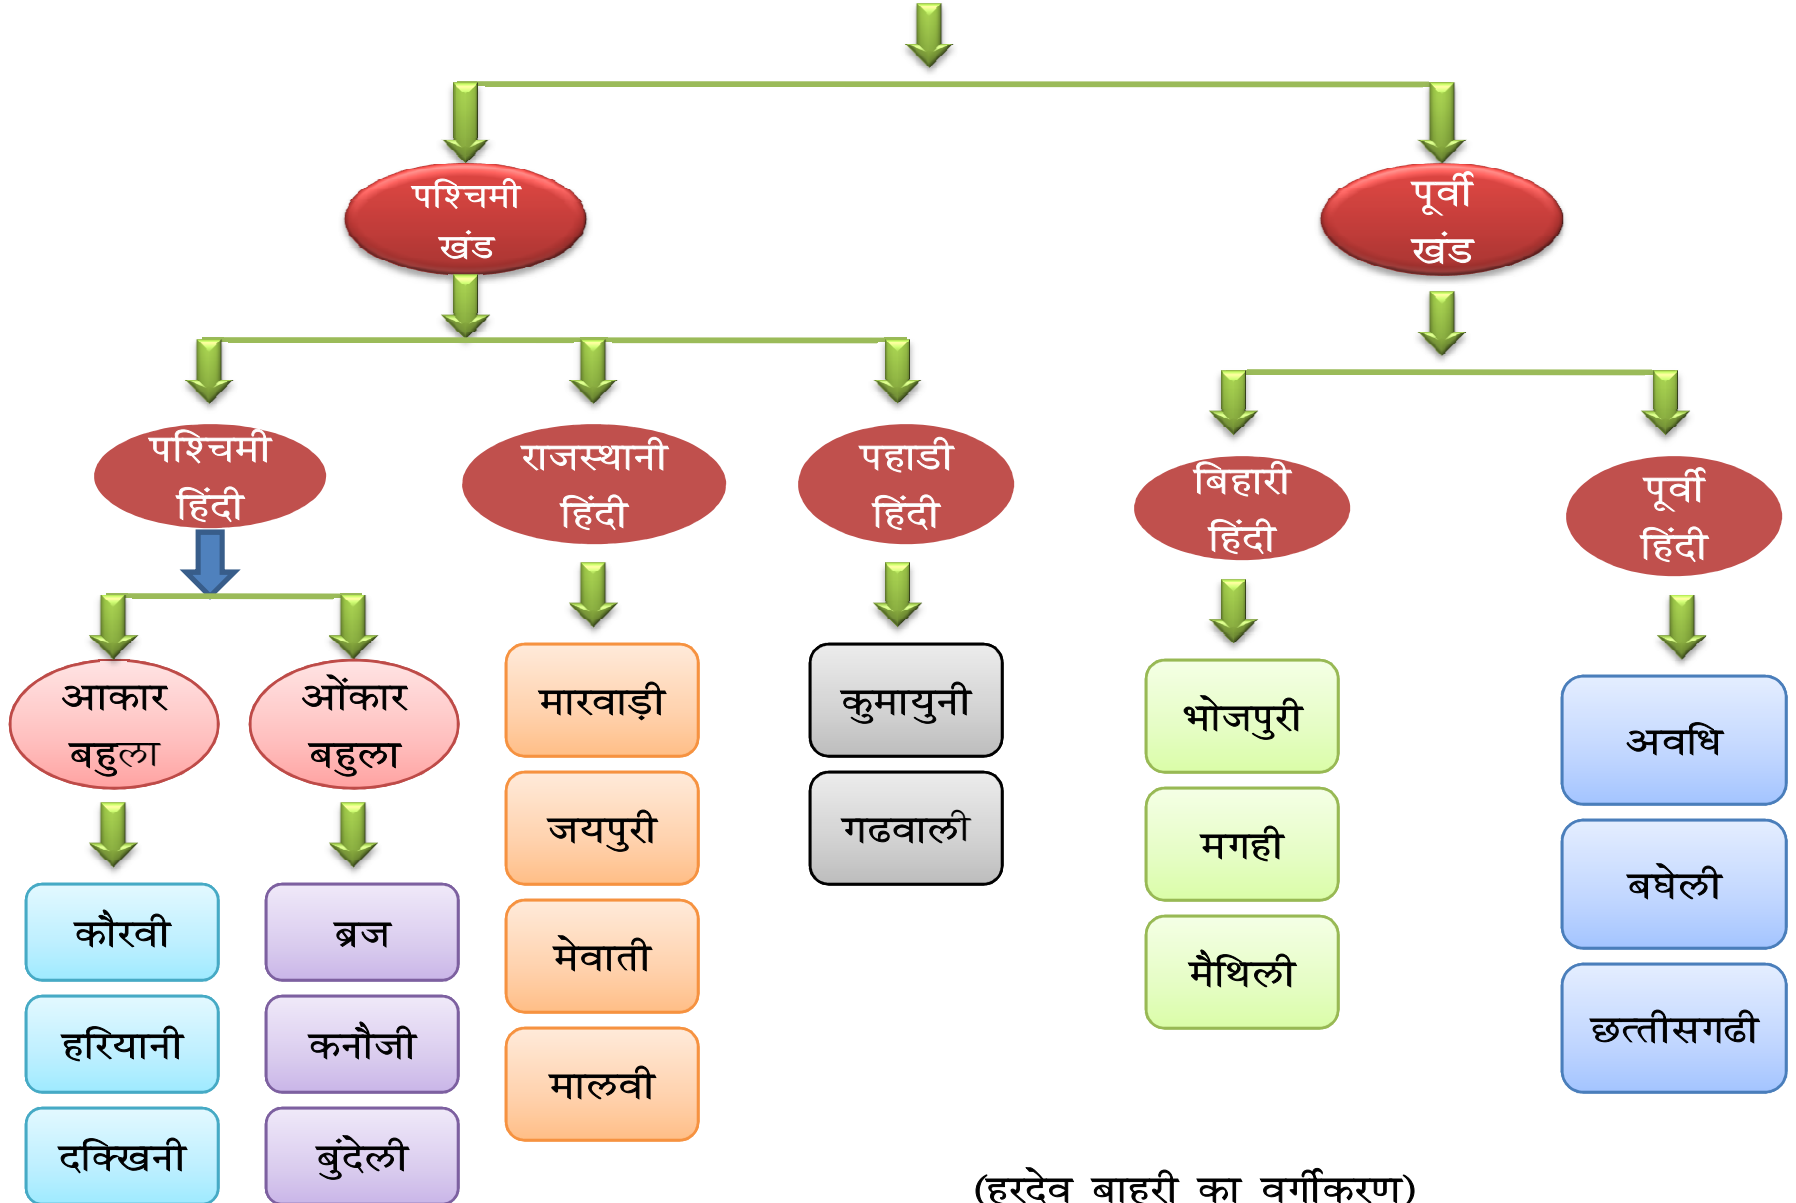 पश्चिमी
खंड
पूर्वी
खंड
पश्चिमी
हिंदी
राजस्थानी
हिंदी
पहाडी
हिंदी
बिहारी
हिंदी
पूर्वी
हिंदी
आकार
बहुला
ओंकार
बहुला
मारवाड़ी
जयपुरी
मेवाती
मालवी
कुमायुनी
गढवाली
भोजपुरी
मगही
मैथिली
अवधि
बघेली
छत्तीसगढी
कौरवी
हरियानी
दक्खिनी
ब्रज
कनौजी
बुंदेली
(हरदेव बाहरी का वर्गीकरण)